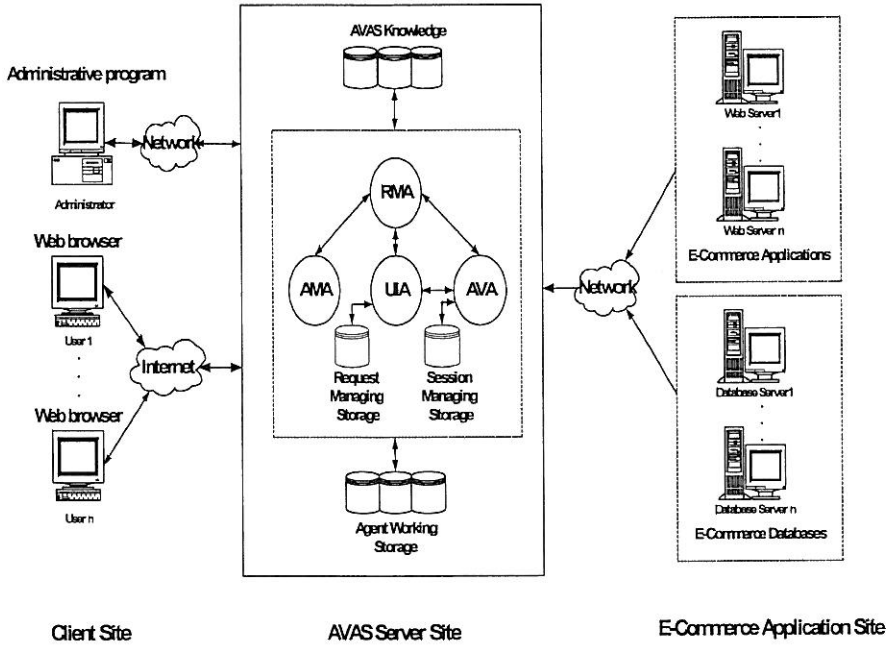 Administrative program
Network
Administrator
Web browser
User 1
Internet
Web browser
User n
Client Site
AVAS Knowledge
RMA
AMA
UIA
AVA
Request
Managing
Storage
Session
Managing
Storage
Agent Working
Storage
AVAS Server Site
Network
Web Server1
Web Server n
E-Commerce Applications
Database Server1
Database Server n
E-Commerce Databases
E-Commerce Application Site